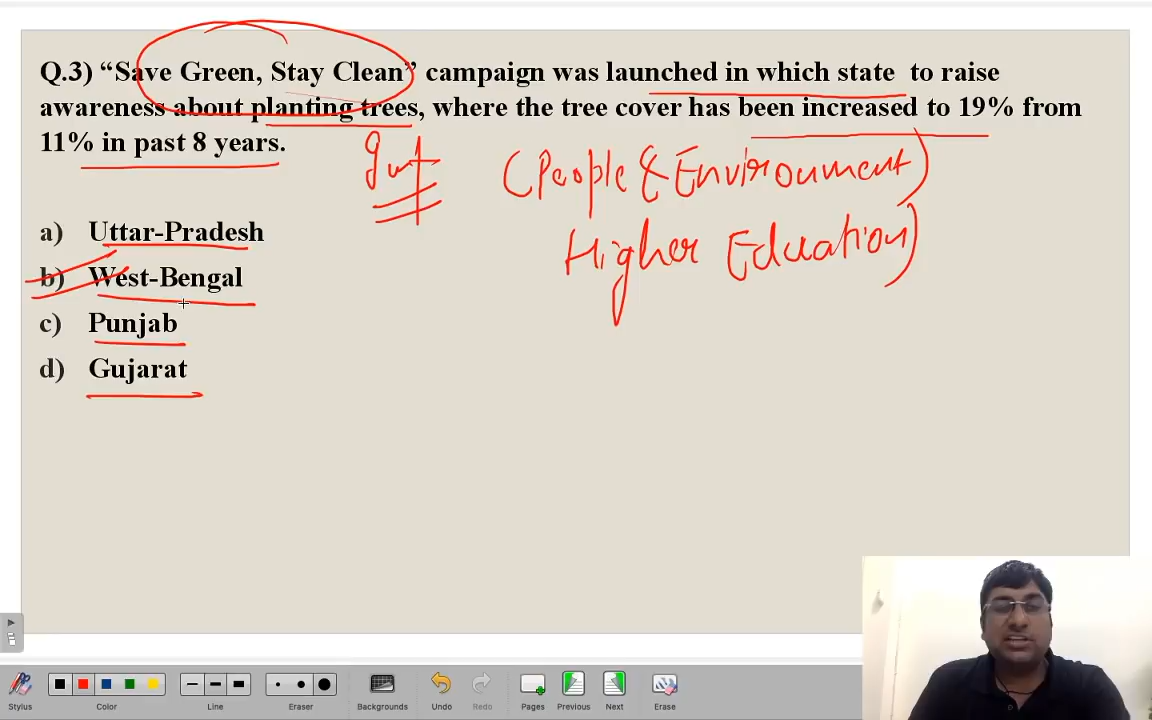 Q.3) “Save Green, Stay Clean” campaign was launched in which state to raise
awareness about planting trees, where the tree cover has been increased to 19% from
11% in past 8 years.
(People & Environment)
Higher Eduation)
a) Uttar-Pradesh
b) West-Bengal
c) Punjab
d) Gujarat
Stylus
Color
Line
Eraser
Backgrounds
Undo
Redo
Pages
Previous
Next
Erase